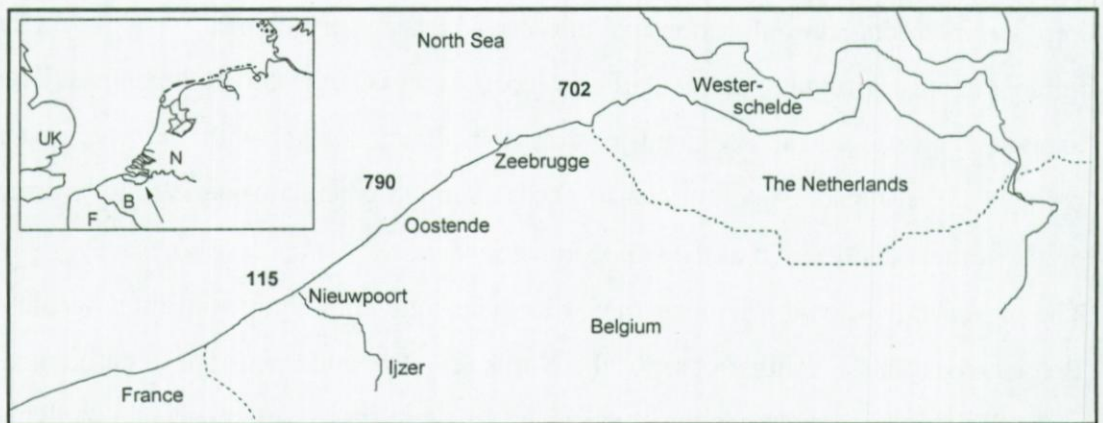 North Sea
702
Wester-
schelde
UK
Zeebrugge
N
790
The Netherlands
B
Oostende
F
115
Nieuwpoort
Belgium
Ijzer
France